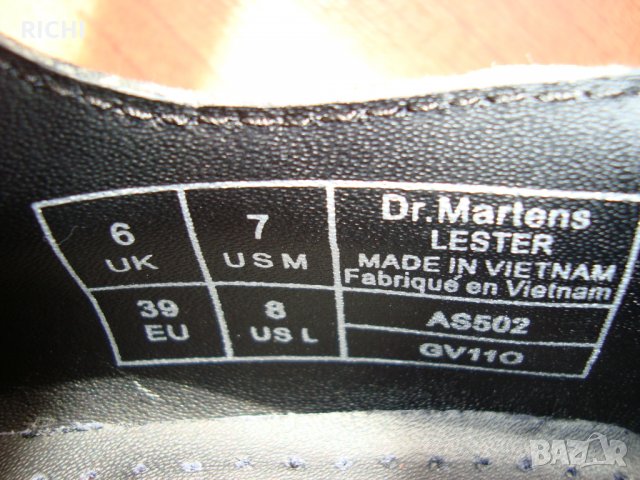 RICHI
6
UK
7
US M
Dr.Martens
LESTER
MADE IN VIETNAM
Fabriqué en Vietnam
39
EU
8
US L
AS502
GV11O
BAZAR